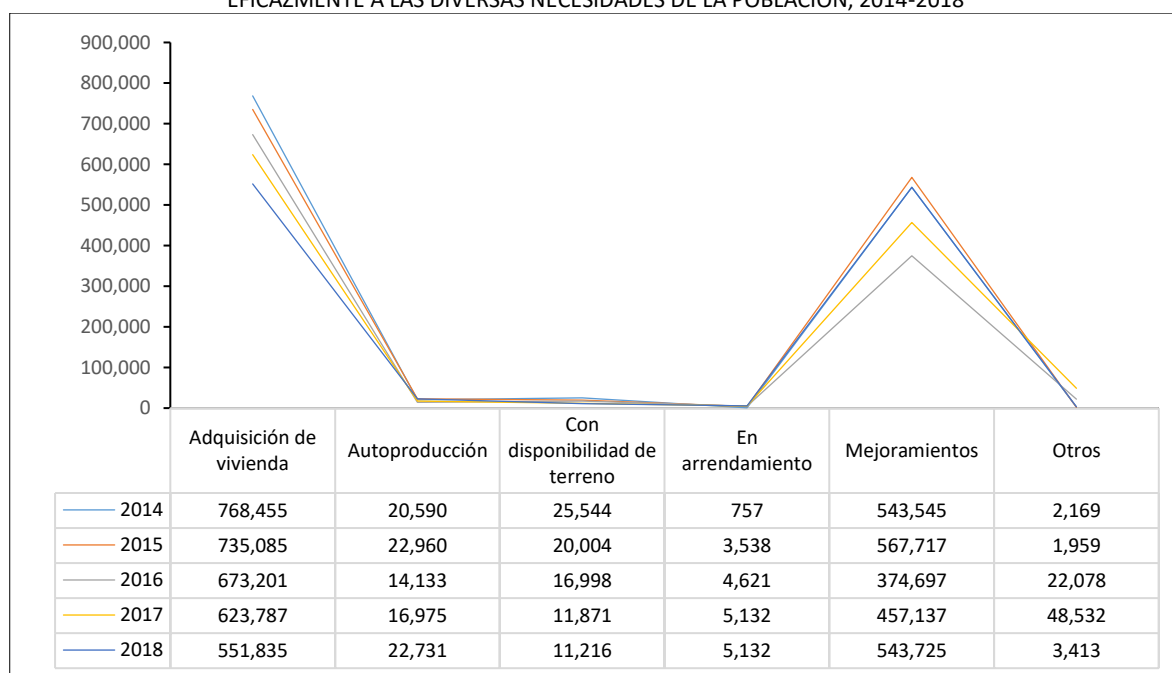 EFICAZMENTE A LAS DIVERSAS NECESIDADES DE LA POBLACIÓN, 2014-2018
900,000
800,000
700,000
600,000
500,000
400,000
300,000
200,000
100,000
0
Adquisición de
vivienda
Autoproducción
Con
disponibilidad de
terreno
En
arrendamiento
Mejoramientos
Otros
2014 768,455 20,590 25,544 757 543,545 2,169
2015 735,085 22,960 20,004 3,538 567,717 1,959
2016 673,201 14,133 16,998 4,621 374,697 22,078
2017 623,787 16,975 11,871 5,132 457,137 48,532
2018 551,835 22,731 11,216 5,132 543,725 3,413